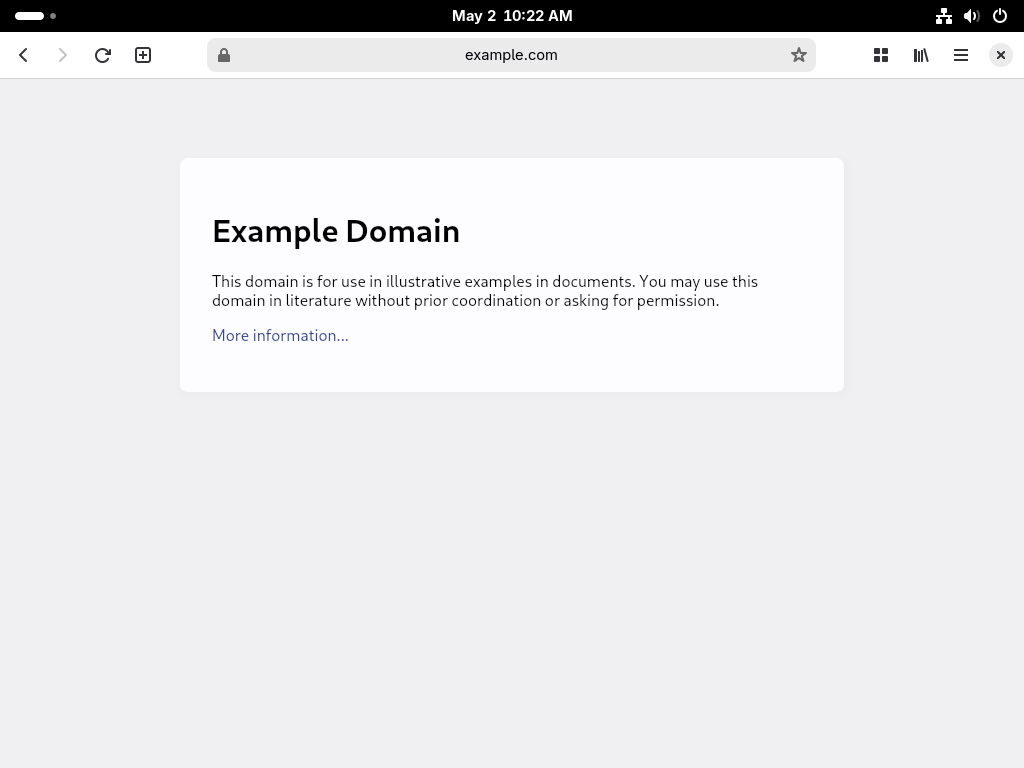 May 2  10:22 AM
example.com
Example Domain
This domain is for use in illustrative examples in documents. You may use this
domain in literature without prior coordination or asking for permission.
More information...